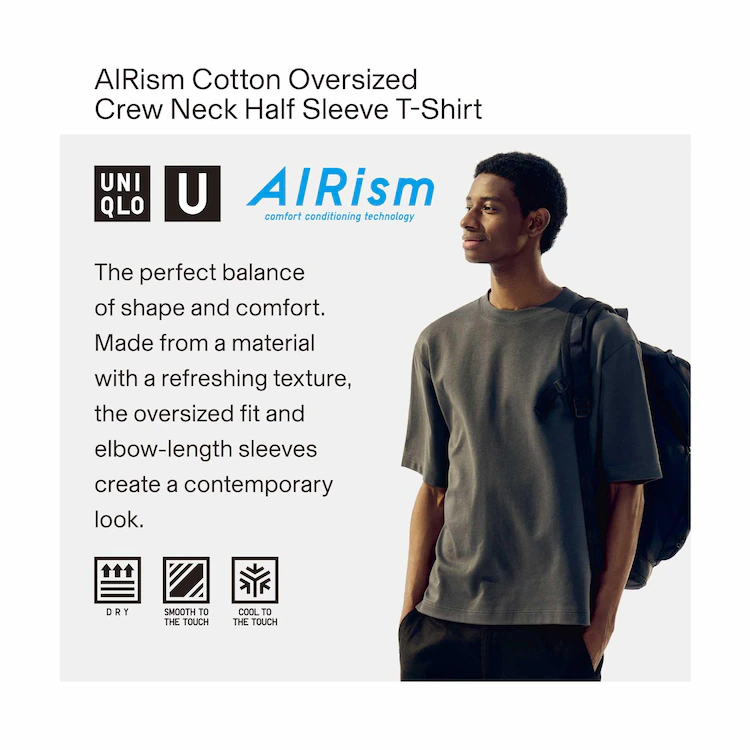 AIRism Cotton Oversized
Crew Neck Half Sleeve T-Shirt
UNI
QLO
U
AIRism
comfort conditioning technology
The perfect balance
of shape and comfort.
Made from a material
with a refreshing texture,
the oversized fit and
elbow-length sleeves
create a contemporary
look.
DRY
SMOOTH TO
THE TOUCH
COOL TO
THE TOUCH